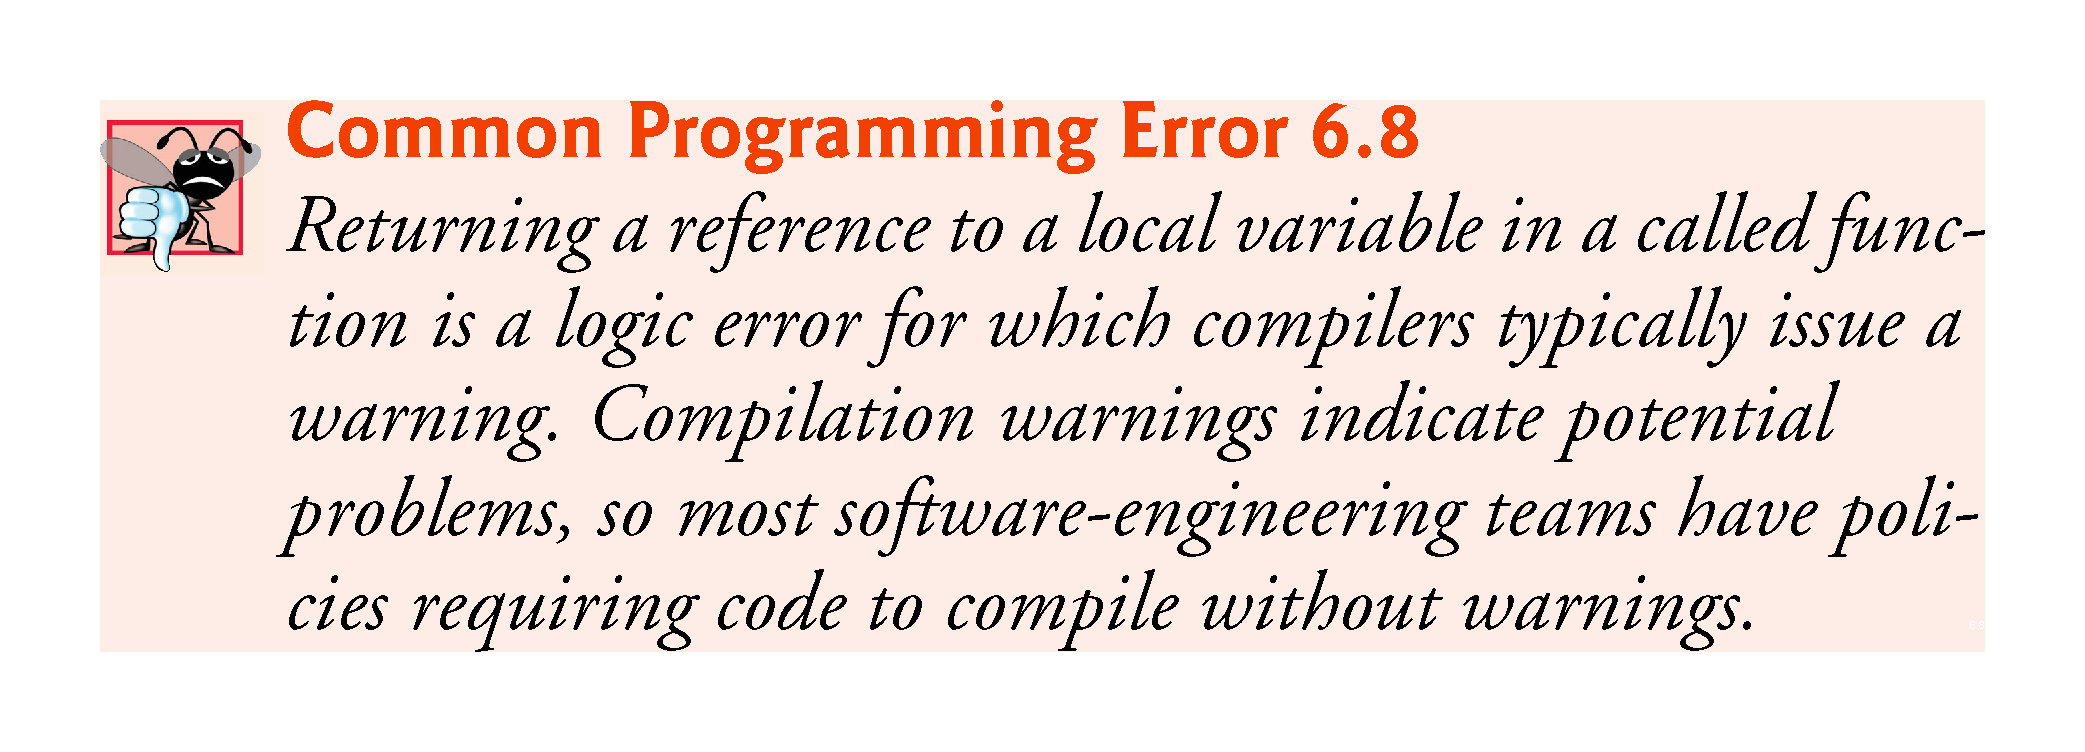 Common Programming Error 6.8
Returning a reference to a local variable in a called func-
tion is a logic error for which compilers typically issue a
warning. Compilation warnings indicate potential
problems, so most software-engineering teams have poli-
cies requiring code to compile without warnings.